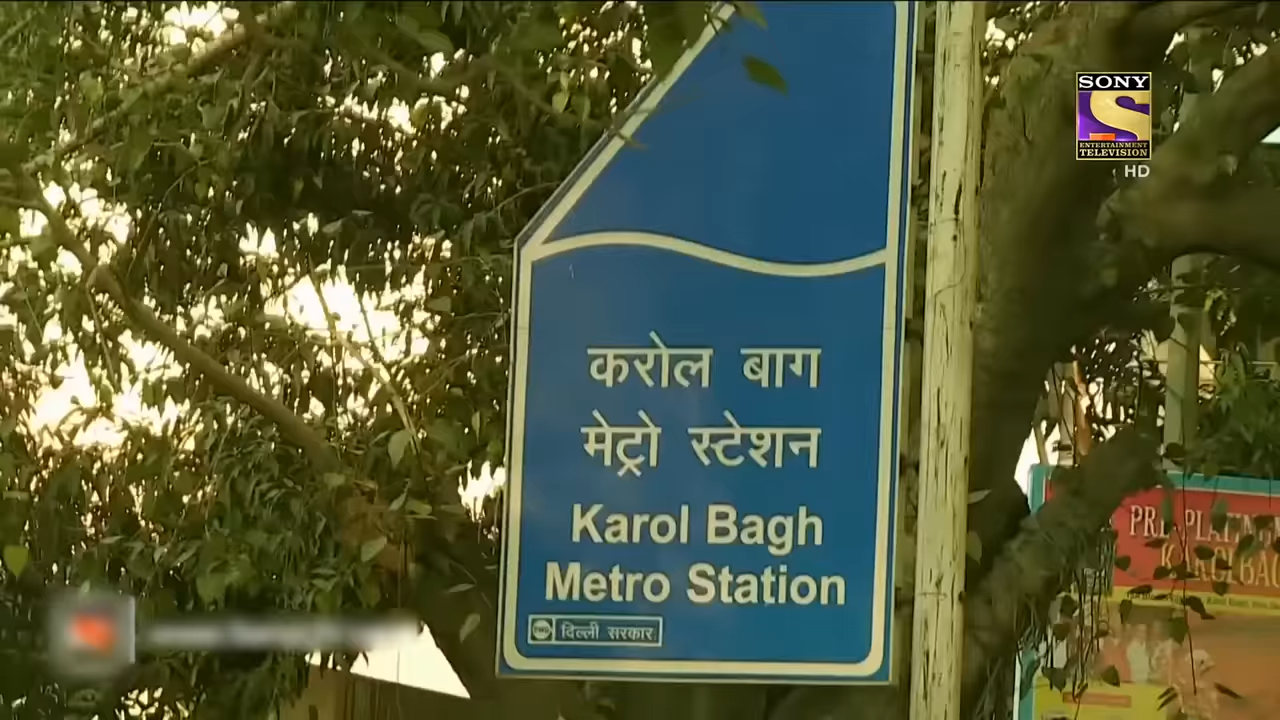 SONY
ENTERTAINMENT
TELEVISION
HD
करोल बाग
मेट्रो स्टेशन
Karol Bagh
Metro Station
दिल्ली सरकार